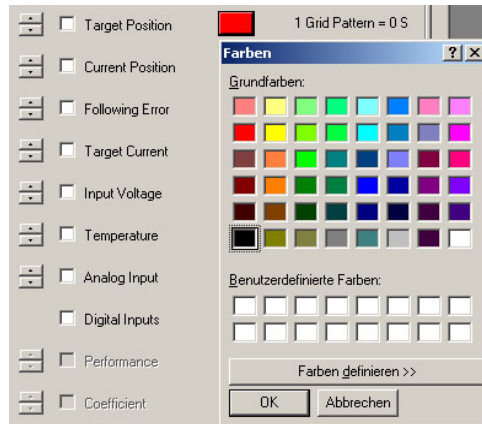 Target Position
1 Grid Pattern = 0 S
Current Position
Following Error
Target Current
Input Voltage
Temperature
Analog Input
Digital Inputs
Performance
Coefficient
Farben
Grundfarben:
Benutzerdefinierte Farben:
Farben definieren >>
OK
Abbrechen